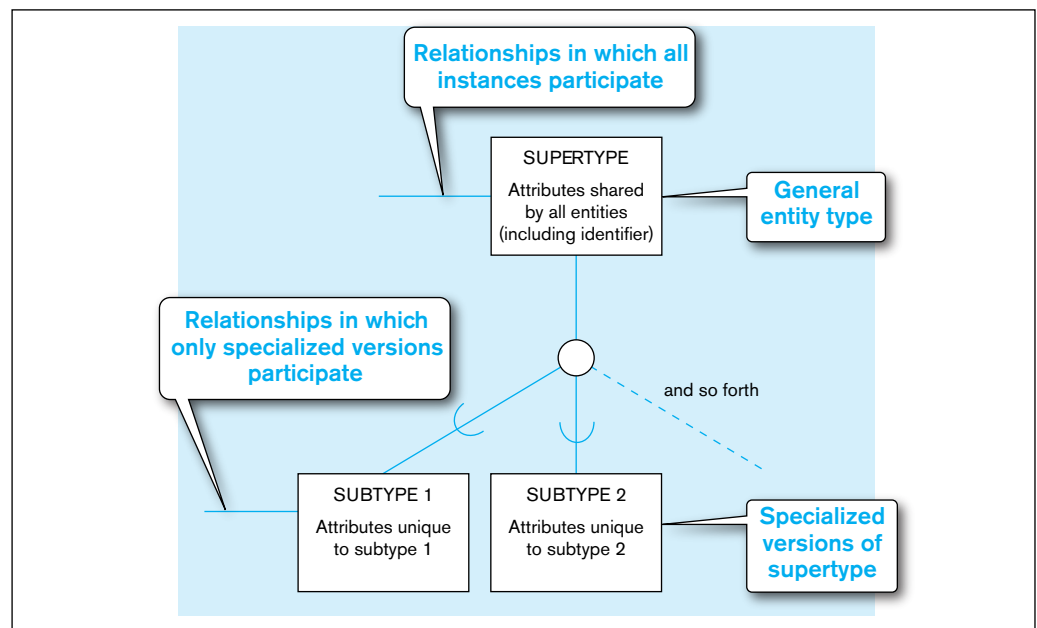 Relationships in which all
instances participate
SUPERTYPE
Attributes shared
by all entities
(including identifier)
General
entity type
Relationships in which
only specialized versions
participate
and so forth
SUBTYPE 1
Attributes unique
to subtype 1
SUBTYPE 2
Attributes unique
to subtype 2
Specialized
versions of
supertype